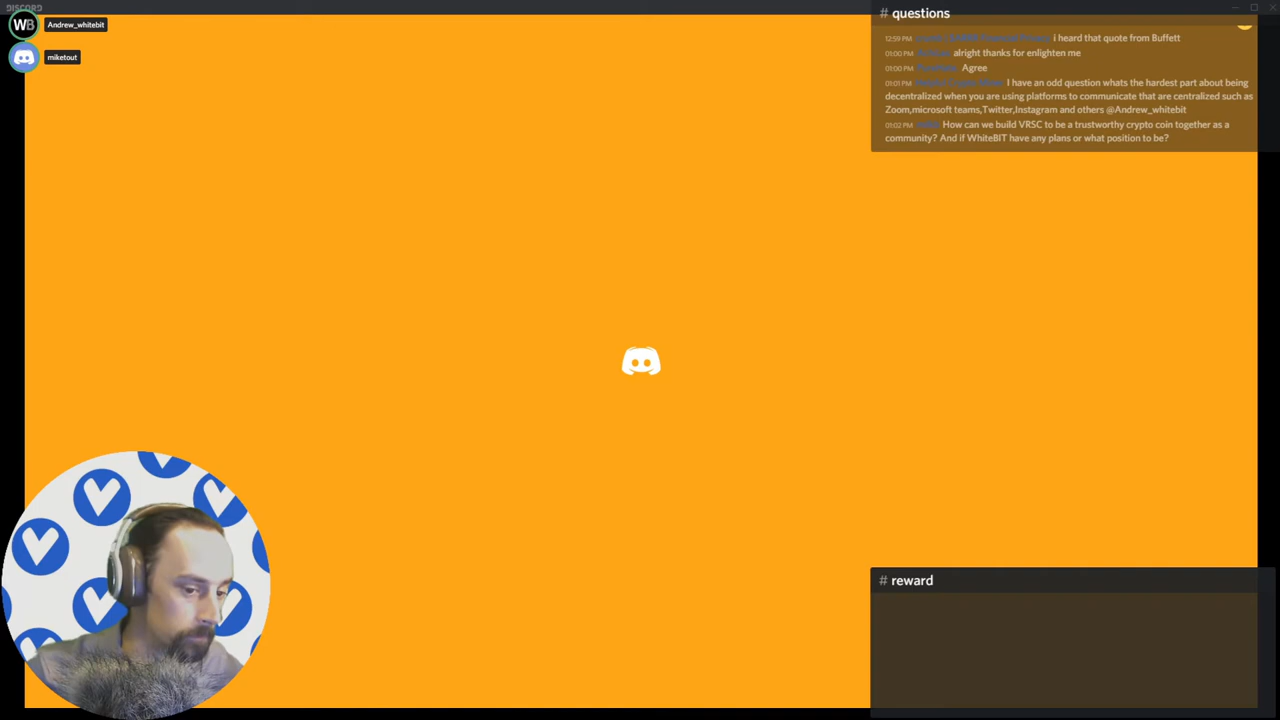 DISCORD
WB
Andrew_whitebit
miketout
# questions
12:59 PM i heard that quote from Buffett
01:00 PM alright thanks for enlighten me
01:00 PM Agree
01:01 PM I have an odd question whats the hardest part about being
decentralized when you are using platforms to communicate that are centralized such as
Zoom,microsoft teams,Twitter,Instagram and others @Andrew_whitebit
01:02 PM How can we build VRSC to be a trustworthy crypto coin together as a
community? And if WhiteBIT have any plans or what position to be?
# reward